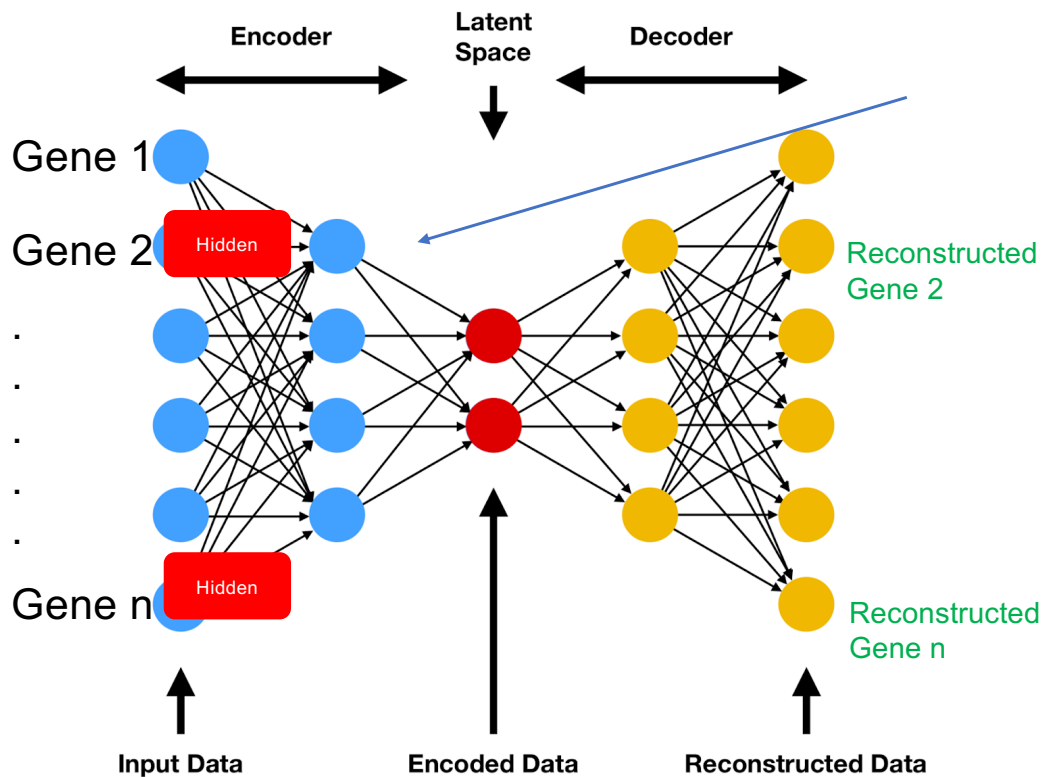 Encoder
Latent
Space
Decoder
Gene 1
Gene 2
Hidden
Reconstructed
Gene 2
.
.
.
.
.
Gene n
Hidden
Reconstructed
Gene n
Input Data
Encoded Data
Reconstructed Data